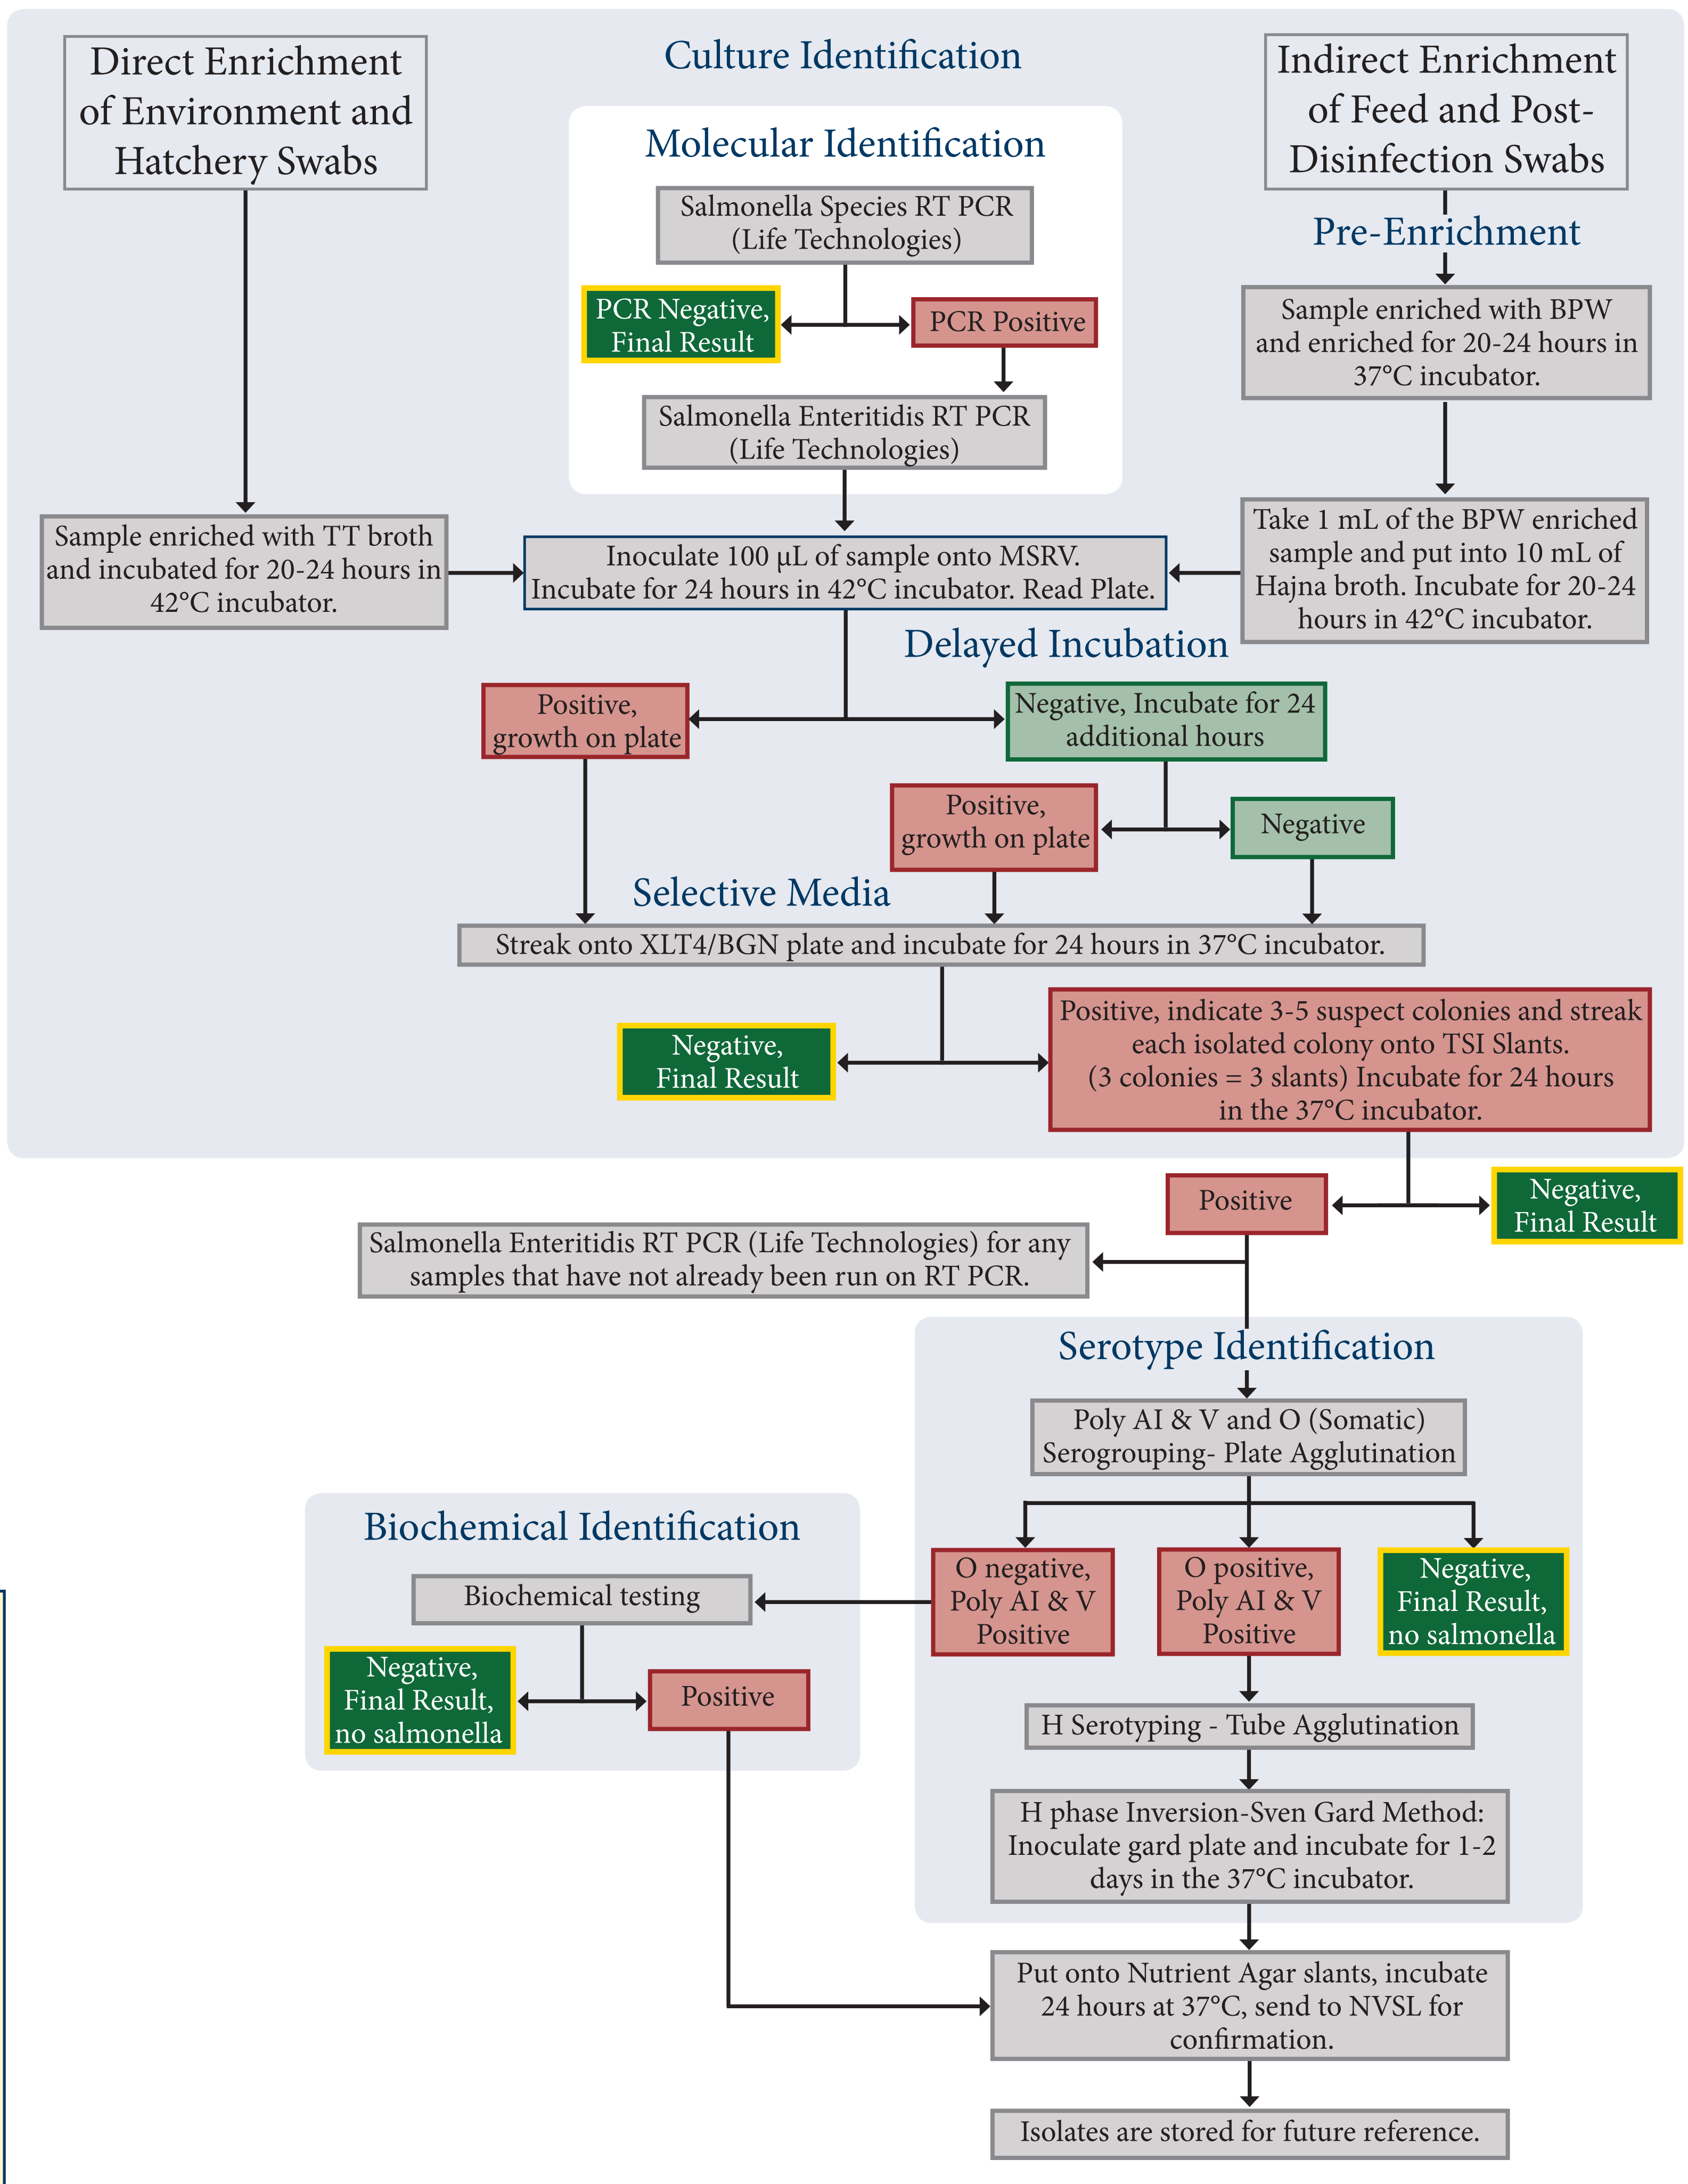 Direct Enrichment
of Environment and
Hatchery Swabs
Culture Identification
Indirect Enrichment
of Feed and Post-
Disinfection Swabs
Molecular Identification
Salmonella Species RT PCR
(Life Technologies)
PCR Negative,
Final Result
PCR Positive
Salmonella Enteritidis RT PCR
(Life Technologies)
Pre-Enrichment
Sample enriched with BPW
and enriched for 20-24 hours in
37°C incubator.
Sample enriched with TT broth
and incubated for 20-24 hours in
42°C incubator.
Inoculate 100 µL of sample onto MSRV.
Incubate for 24 hours in 42°C incubator. Read Plate.
Take 1 mL of the BPW enriched
sample and put into 10 mL of
Hajna broth. Incubate for 20-24
hours in 42°C incubator.
Delayed Incubation
Positive,
growth on plate
Negative, Incubate for 24
additional hours
Positive,
growth on plate
Negative
Selective Media
Streak onto XLT4/BGN plate and incubate for 24 hours in 37°C incubator.
Negative,
Final Result
Positive, indicate 3-5 suspect colonies and streak
each isolated colony onto TSI Slants.
(3 colonies = 3 slants) Incubate for 24 hours
in the 37°C incubator.
Positive
Negative,
Final Result
Salmonella Enteritidis RT PCR (Life Technologies) for any
samples that have not already been run on RT PCR.
Serotype Identification
Poly AI & V and O (Somatic)
Serogrouping- Plate Agglutination
O negative,
Poly AI & V
Positive
O positive,
Poly AI & V
Positive
Negative,
Final Result,
no salmonella
Biochemical Identification
Biochemical testing
Negative,
Final Result,
no salmonella
Positive
H Serotyping - Tube Agglutination
H phase Inversion-Sven Gard Method:
Inoculate gard plate and incubate for 1-2
days in the 37°C incubator.
Put onto Nutrient Agar slants, incubate
24 hours at 37°C, send to NVSL for
confirmation.
Isolates are stored for future reference.